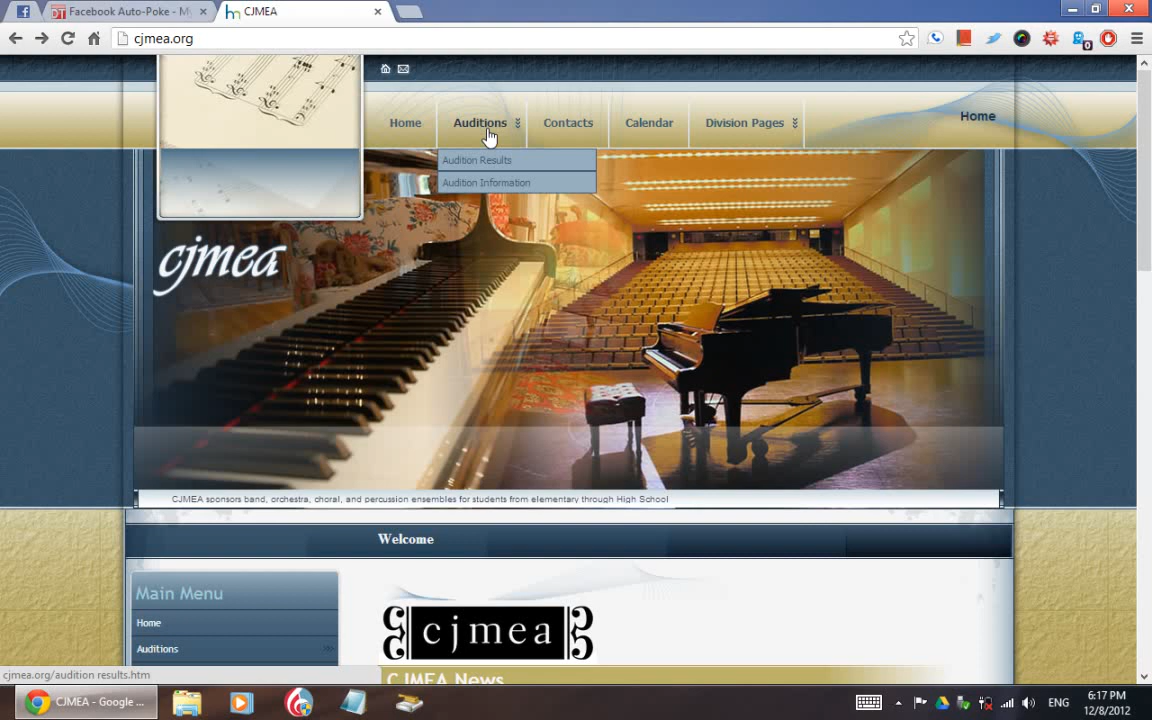 Facebook Auto-Poke - My
CJMEA
cjmea.org
0
Home
Auditions
Contacts
Calendar
Division Pages
Home
Audition Results
Audition Information
cjmea
CJMEA sponsors band, orchestra, choral, and percussion ensembles for students from elementary through High School
Welcome
Main Menu
Home
Auditions
cjmea
CJMEA News
cjmea.org/audition results.htm
CJMEA - Google ...
ENG
6:17 PM
12/8/2012